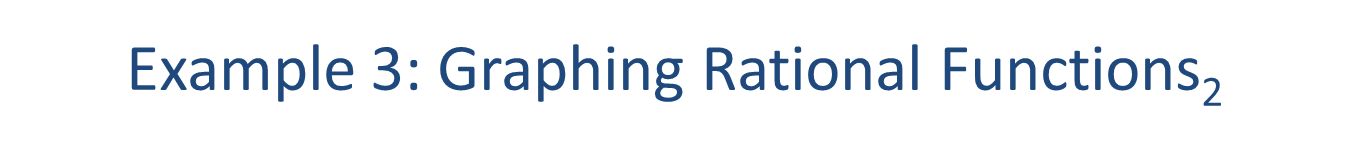 Example 3: Graphing Rational Functions₂